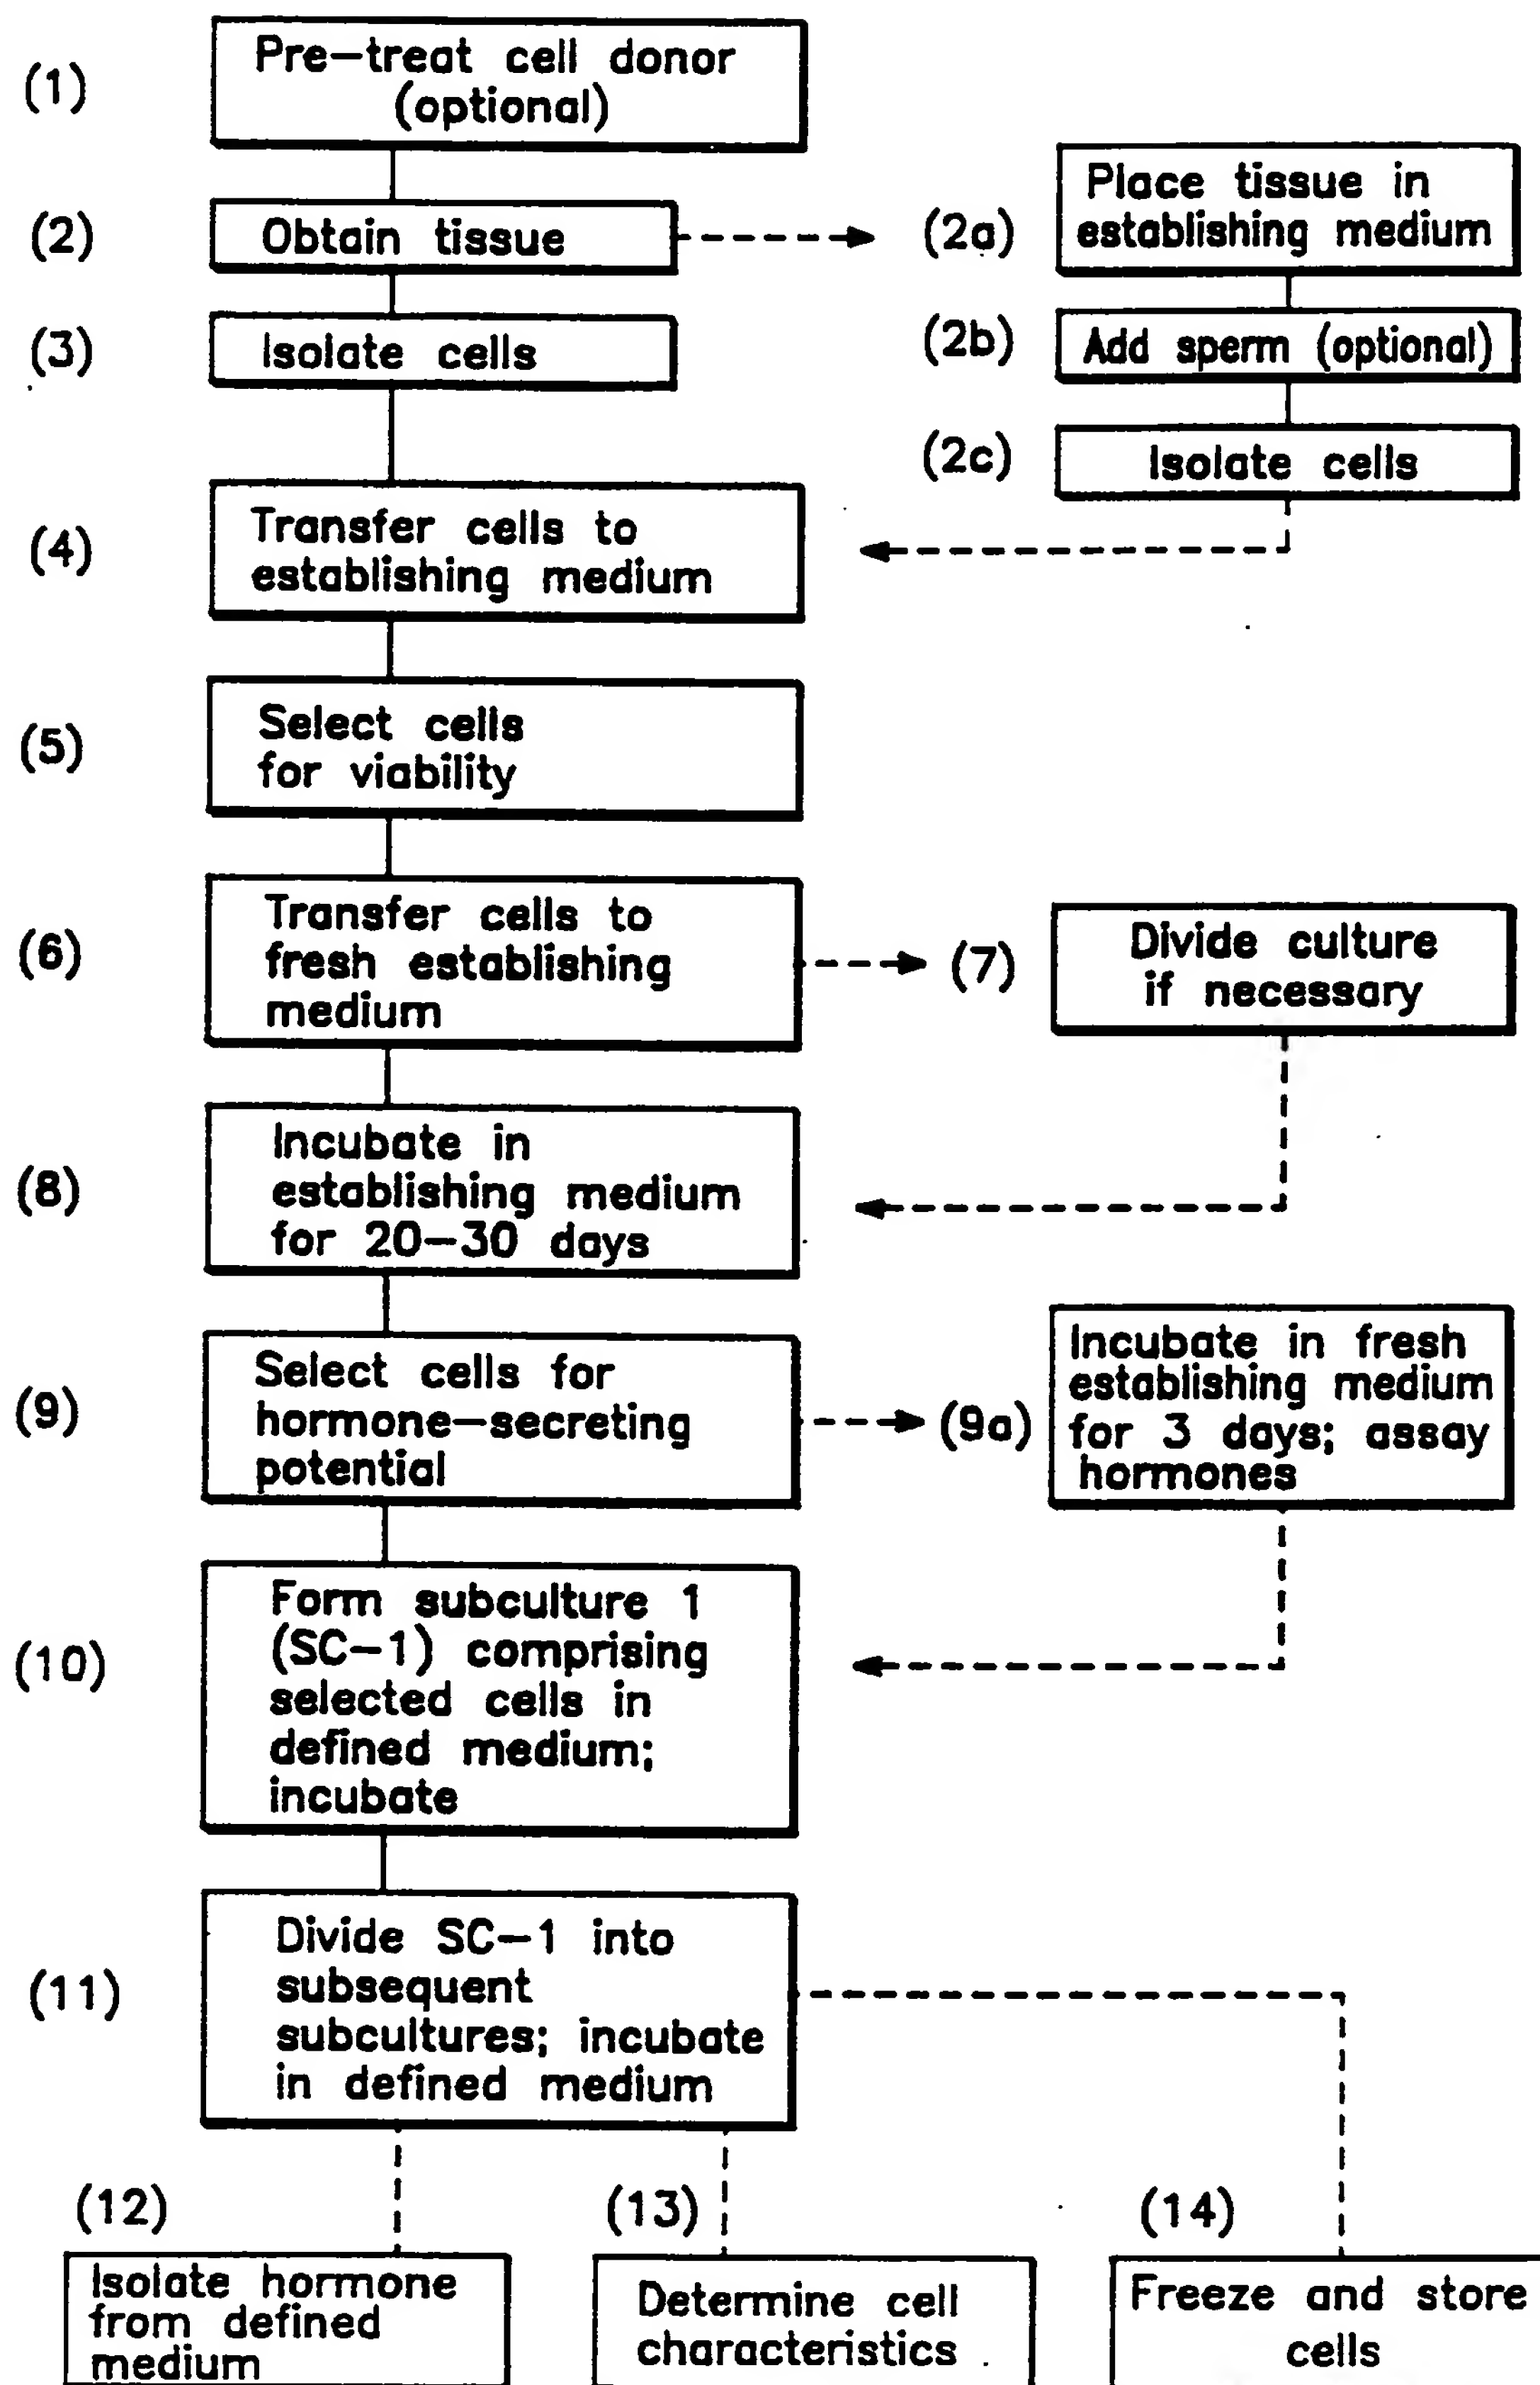 (1)
Pre-treat cell donor
(optional)
(2)
Obtain tissue
(2a)
Place tissue in
establishing medium
(3)
Isolate cells
(2b)
Add sperm (optional)
(2c)
Isolate cells
(4)
Transfer cells to
establishing medium
(5)
Select cells
for viability
(6)
Transfer cells to
fresh establishing
medium
(7)
Divide culture
if necessary
(8)
Incubate in
establishing medium
for 20-30 days
(9)
Select cells for
hormone-secreting
potential
(9a)
Incubate in fresh
establishing medium
for 3 days; assay
hormones
(10)
Form subculture 1
(SC-1) comprising
selected cells in
defined medium;
incubate
(11)
Divide SC-1 into
subsequent
subcultures; incubate
in defined medium
(12)
Isolate hormone
from defined
medium
(13)
Determine cell
characteristics
(14)
Freeze and store
cells